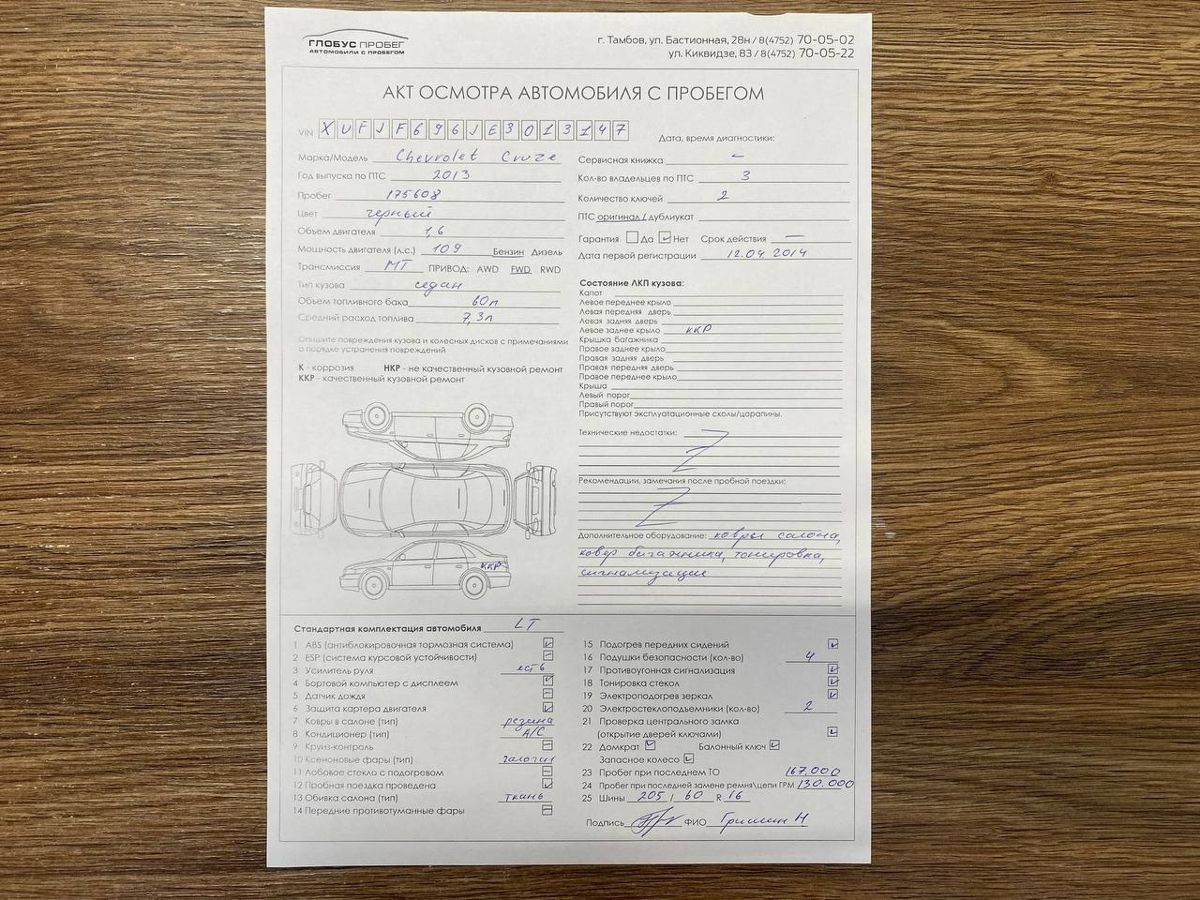 ГЛОБУС ПРОБЕГ
АВТОМОБИЛИ С ПРОБЕГОМ
г. Тамбов, ул. Бастионная, 28н / 8(4752) 70-05-02
ул. Киквидзе, 83 / 8(4752) 70-05-22
АКТ ОСМОТРА АВТОМОБИЛЯ С ПРОБЕГОМ
VIN XUFJF696JE3013147
Дата, время диагностики:
Марка/Модель Chevrolet Cruze
Год выпуска по ПТС 2013
Пробег 175608
Цвет черный
Объем двигателя 1,6
Мощность двигателя (л.с.) 109 Бензин Дизель
Трансмиссия МТ ПРИВОД: AWD FWD RWD
Тип кузова седан
Объем топливного бака 60л
Средний расход топлива 7,3л
Опишите повреждения кузова и колесных дисков с примечаниями
о порядке устранения повреждений
К - коррозия НКР - не качественный кузовной ремонт
ККР - качественный кузовной ремонт
ККР
Сервисная книжка –
Кол-во владельцев по ПТС 3
Количество ключей 2
ПТС оригинал / дубликат
Гарантия Да Нет Срок действия —
Дата первой регистрации 12.04.2014
Состояние ЛКП кузова:
Капот
Левое переднее крыло
Левая передняя дверь
Левая задняя дверь
Левое заднее крыло ККР
Крышка багажника
Правое заднее крыло
Правая задняя дверь
Правая передняя дверь
Правое переднее крыло
Крыша
Левый порог
Правый порог
Присутствуют эксплуатационные сколы/царапины.
Технические недостатки:
Рекомендации, замечания после пробной поездки:
Дополнительное оборудование: ковры салона,
ковер багажника, тонировка,
сигнализация
Стандартная комплектация автомобиля LT
1 ABS (антиблокировочная тормозная система)
2 ESP (система курсовой устойчивости)
3 Усилитель руля есть
4 Бортовой компьютер с дисплеем
5 Датчик дождя
6 Защита картера двигателя
7 Ковры в салоне (тип) резина
8 Кондиционер (тип) A/C
9 Круиз-контроль
10 Ксеноновые фары (тип) галоген
11 Лобовое стекло с подогревом
12 Пробная поездка проведена
13 Обивка салона (тип) ткань
14 Передние противотуманные фары
15 Подогрев передних сидений
16 Подушки безопасности (кол-во) 4
17 Противоугонная сигнализация
18 Тонировка стекол
19 Электроподогрев зеркал
20 Электростеклоподъемники (кол-во) 2
21 Проверка центрального замка
(открытие дверей ключами)
22 Домкрат Балонный ключ
Запасное колесо
23 Пробег при последнем ТО 167.000
24 Пробег при последней замене ремня\цепи ГРМ 130.000
25 Шины 205 / 60 R 16
Подпись ФИО Гришин Н